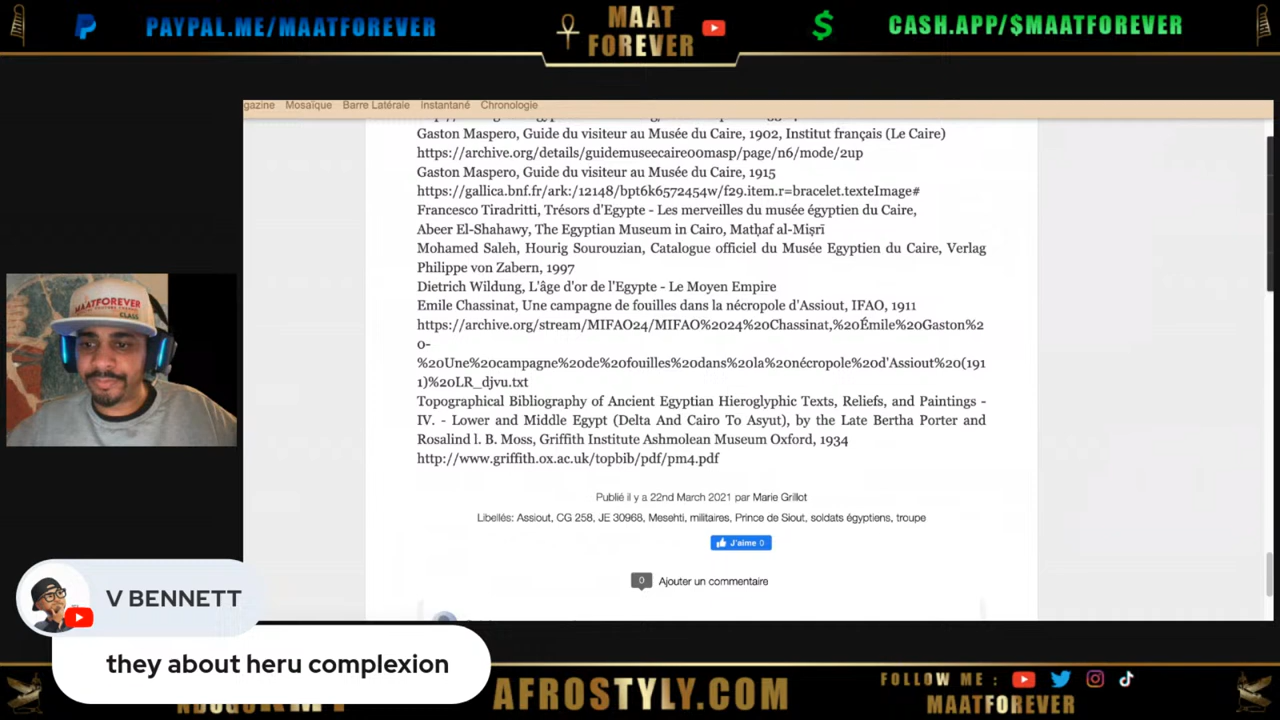 PAYPAL.ME/MAATFOREVER
MAAT
FOREVER
CASH.APP/$MAATFOREVER
gazine Mosaïque Barre Latérale Instantané Chronologie
Gaston Maspero, Guide du visiteur au Musée du Caire, 1902, Institut français (Le Caire)
https://archive.org/details/guidemuseecaire00masp/page/n6/mode/2up
Gaston Maspero, Guide du visiteur au Musée du Caire, 1915
https://gallica.bnf.fr/ark:/12148/bpt6k6572454w/f29.item.r=bracelet.texteImage#
Francesco Tiradritti, Trésors d'Egypte - Les merveilles du musée égyptien du Caire,
Abeer El-Shahawy, The Egyptian Museum in Cairo, Matḥaf al-Miṣrī
Mohamed Saleh, Hourig Sourouzian, Catalogue officiel du Musée Egyptien du Caire, Verlag
Philippe von Zabern, 1997
Dietrich Wildung, L'âge d'or de l'Egypte - Le Moyen Empire
Emile Chassinat, Une campagne de fouilles dans la nécropole d'Assiout, IFAO, 1911
https://archive.org/stream/MIFAO24/MIFAO%2024%20Chassinat,%20Émile%20Gaston%2
0-
%20Une%20campagne%20de%20fouilles%20dans%20la%20nécropole%20d'Assiout%20(191
1)%20LR_djvu.txt
Topographical Bibliography of Ancient Egyptian Hieroglyphic Texts, Reliefs, and Paintings -
IV. - Lower and Middle Egypt (Delta And Cairo To Asyut), by the Late Bertha Porter and
Rosalind l. B. Moss, Griffith Institute Ashmolean Museum Oxford, 1934
http://www.griffith.ox.ac.uk/topbib/pdf/pm4.pdf
Publié il y a 22nd March 2021 par Marie Grillot
Libellés: Assiout, CG 258, JE 30968, Mesehti, militaires, Prince de Siout, soldats égyptiens, troupe
J'aime 0
0 Ajouter un commentaire
MAATFOREVER
CLASS
V BENNETT
they about heru complexion
AFROSTYLY.COM
FOLLOW ME :
MAATFOREVER